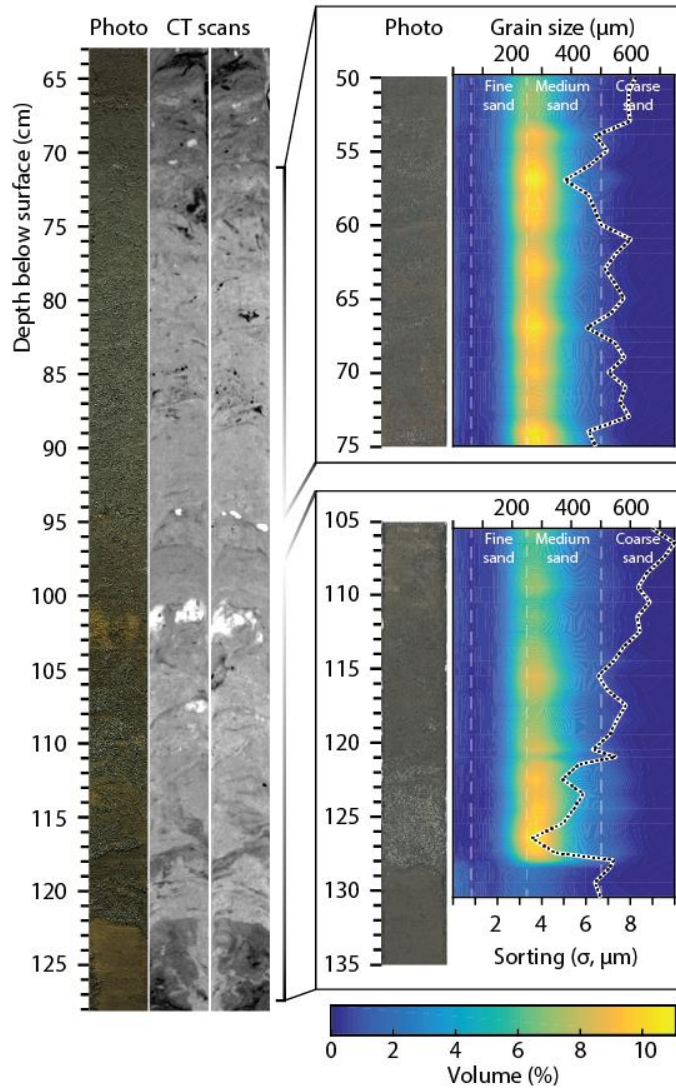 Photo CT scans
Depth below surface (cm)
65
70
75
80
85
90
95
100
105
110
115
120
125
Photo Grain size (µm)
200 400 600
50
55
60
65
70
75
Fine sand
Medium sand
Coarse sand
200 400 600
105
110
115
120
125
130
135
Fine sand
Medium sand
Coarse sand
2 4 6 8
Sorting (σ, µm)
0 2 4 6 8 10
Volume (%)